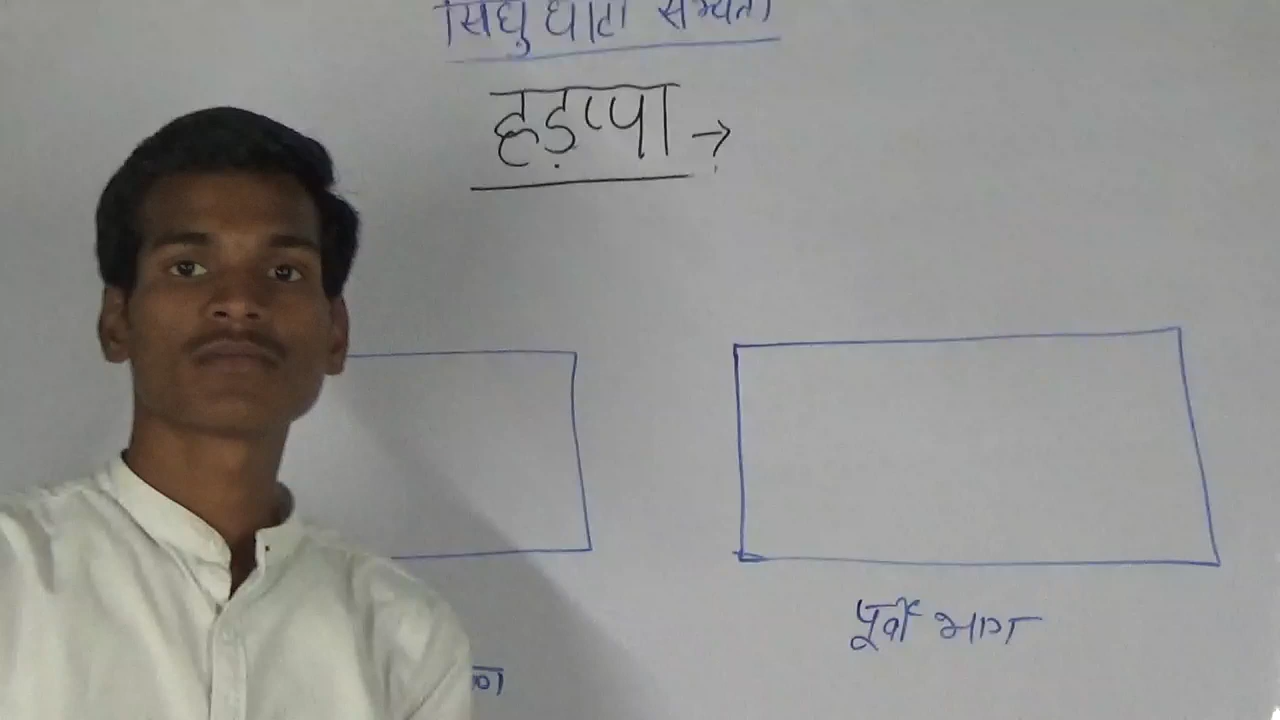 सिंधु घाटी सभ्यता
हड़प्पा →
पूर्वी भाग